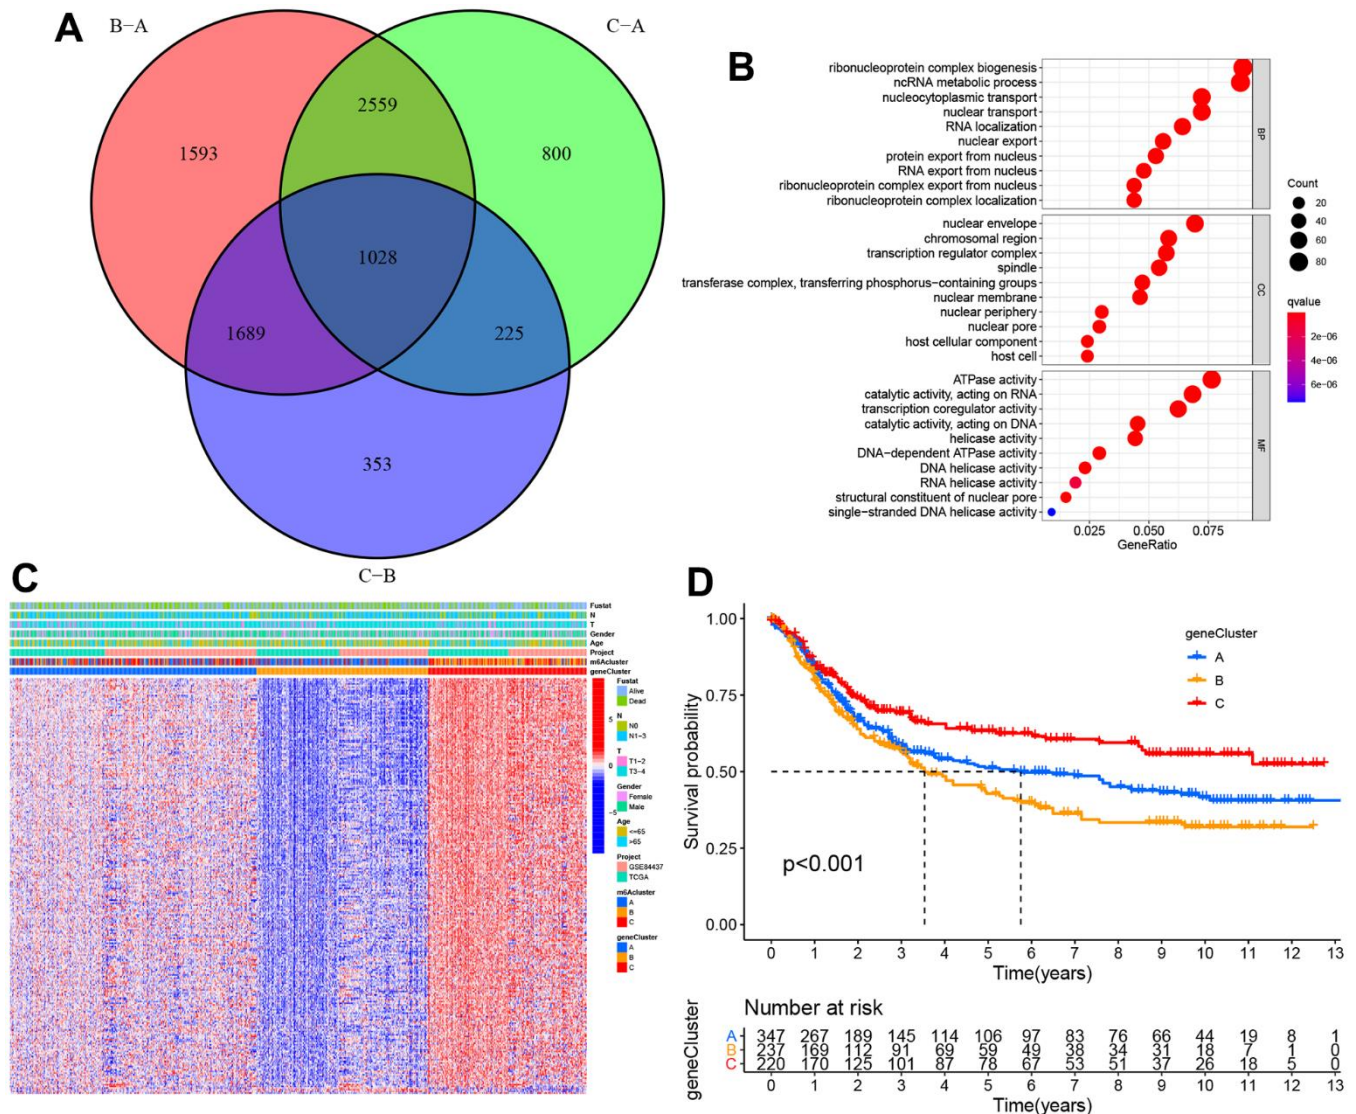 A
B−A
C−A
2559
1593
800
1028
1689
225
353
C−B
B
ribonucleoprotein complex biogenesis
ncRNA metabolic process
nucleocytoplasmic transport
nuclear transport
RNA localization
nuclear export
protein export from nucleus
RNA export from nucleus
ribonucleoprotein complex export from nucleus
ribonucleoprotein complex localization
BP
nuclear envelope
chromosomal region
transcription regulator complex
spindle
transferase complex, transferring phosphorus−containing groups
nuclear membrane
nuclear periphery
nuclear pore
host cellular component
host cell
CC
ATPase activity
catalytic activity, acting on RNA
transcription coregulator activity
catalytic activity, acting on DNA
helicase activity
DNA−dependent ATPase activity
DNA helicase activity
RNA helicase activity
structural constituent of nuclear pore
single−stranded DNA helicase activity
MF
0.025 0.050 0.075
GeneRatio
Count
20
40
60
80
qvalue
2e−06
4e−06
6e−06
C
Fustat
N
T
Gender
Age
Project
m6Acluster
geneCluster
5
0
−5
Fustat
Alive
Dead
N
N0
N1−3
T
T1−2
T3−4
Gender
Female
Male
Age
<=65
>65
Project
GSE84437
TCGA
m6Acluster
A
B
C
geneCluster
A
B
C
D
geneCluster
A
B
C
Survival probability
1.00
0.75
0.50
0.25
0.00
p<0.001
0 1 2 3 4 5 6 7 8 9 10 11 12 13
Time(years)
Number at risk
geneCluster
A 347 267 189 145 114 106 97 83 76 66 44 19 8 1
B 237 169 112 91 69 59 49 38 34 31 18 7 1 0
C 220 170 125 101 87 78 67 53 51 37 26 18 5 0
0 1 2 3 4 5 6 7 8 9 10 11 12 13
Time(years)